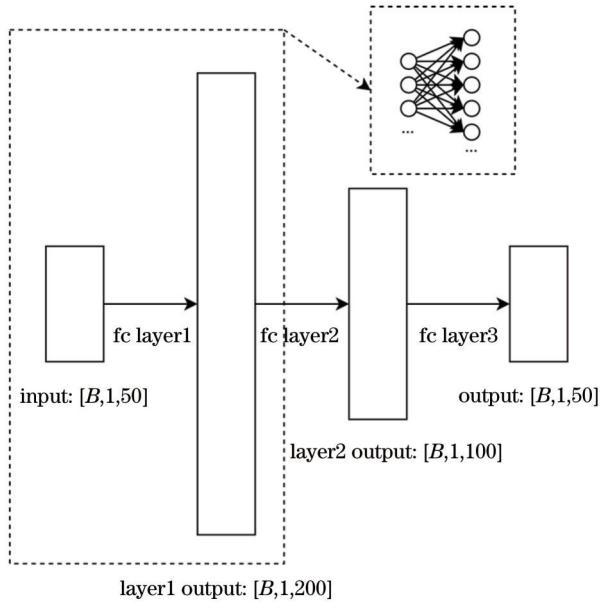 ...
...
fc layer1
fc layer2
fc layer3
input: [B,1,50]
output: [B,1,50]
layer2 output: [B,1,100]
layer1 output: [B,1,200]